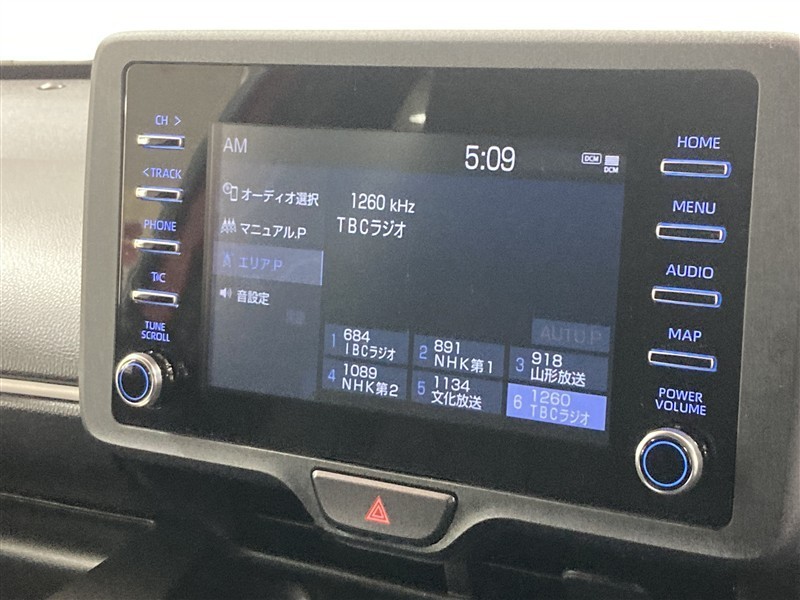 CH >
< TRACK
PHONE
T&C
TUNE
SCROLL
AM
5:09
DCM
DCM
オーディオ選択
マニュアル.P
エリア.P
音設定
1260 kHz
TBCラジオ
AUTO.P
1 684
IBCラジオ
2 891
NHK第1
3 918
山形放送
4 1089
NHK第2
5 1134
文化放送
6 1260
TBCラジオ
HOME
MENU
AUDIO
MAP
POWER
VOLUME